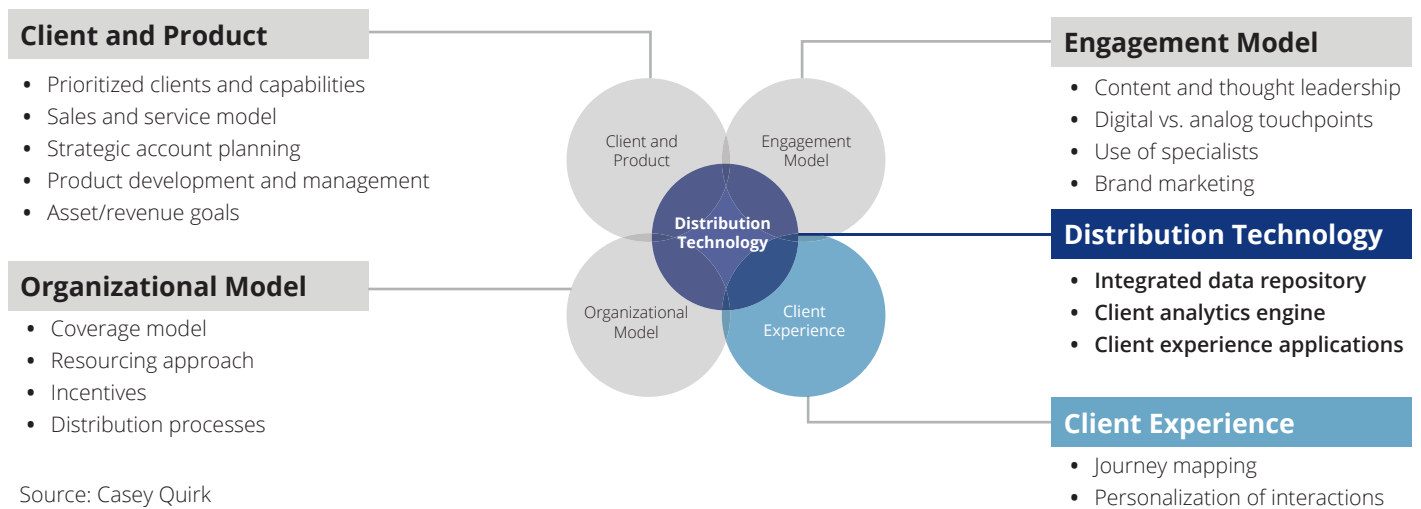 Client and Product
• Prioritized clients and capabilities
• Sales and service model
• Strategic account planning
• Product development and management
• Asset/revenue goals
Organizational Model
• Coverage model
• Resourcing approach
• Incentives
• Distribution processes
Source: Casey Quirk
Client and
Product
Engagement
Model
Distribution
Technology
Organizational
Model
Client
Experience
Engagement Model
• Content and thought leadership
• Digital vs. analog touchpoints
• Use of specialists
• Brand marketing
Distribution Technology
• Integrated data repository
• Client analytics engine
• Client experience applications
Client Experience
• Journey mapping
• Personalization of interactions